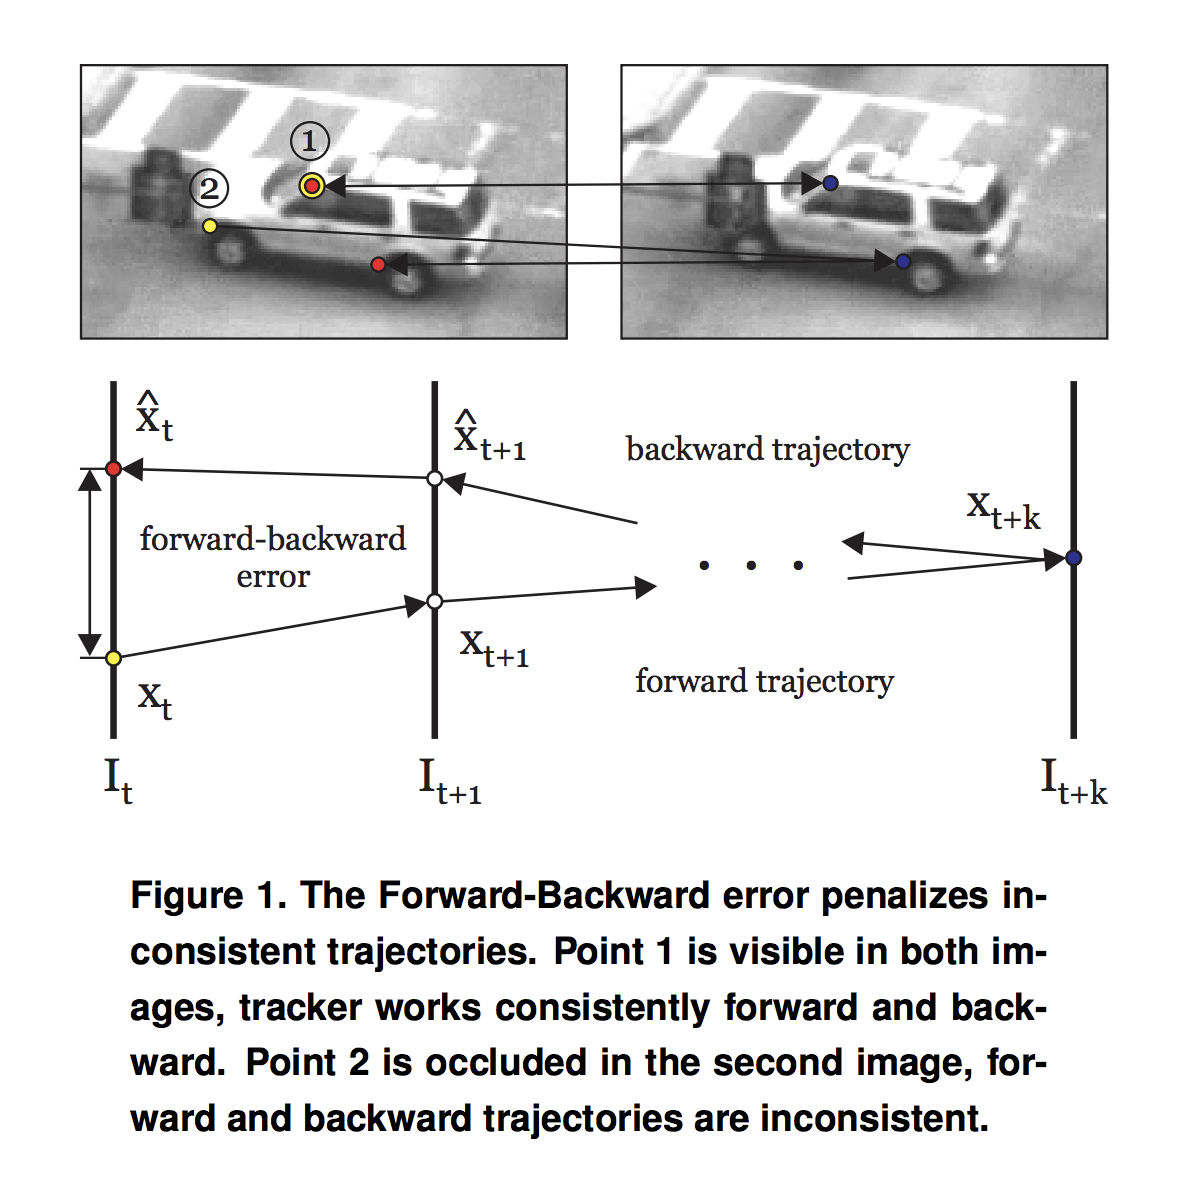 1
2
x̂t
x̂t+1
backward trajectory
xt+k
forward-backward
error
xt+1
xt
forward trajectory
It
It+1
It+k
Figure 1. The Forward-Backward error penalizes in-
consistent trajectories. Point 1 is visible in both im-
ages, tracker works consistently forward and back-
ward. Point 2 is occluded in the second image, for-
ward and backward trajectories are inconsistent.